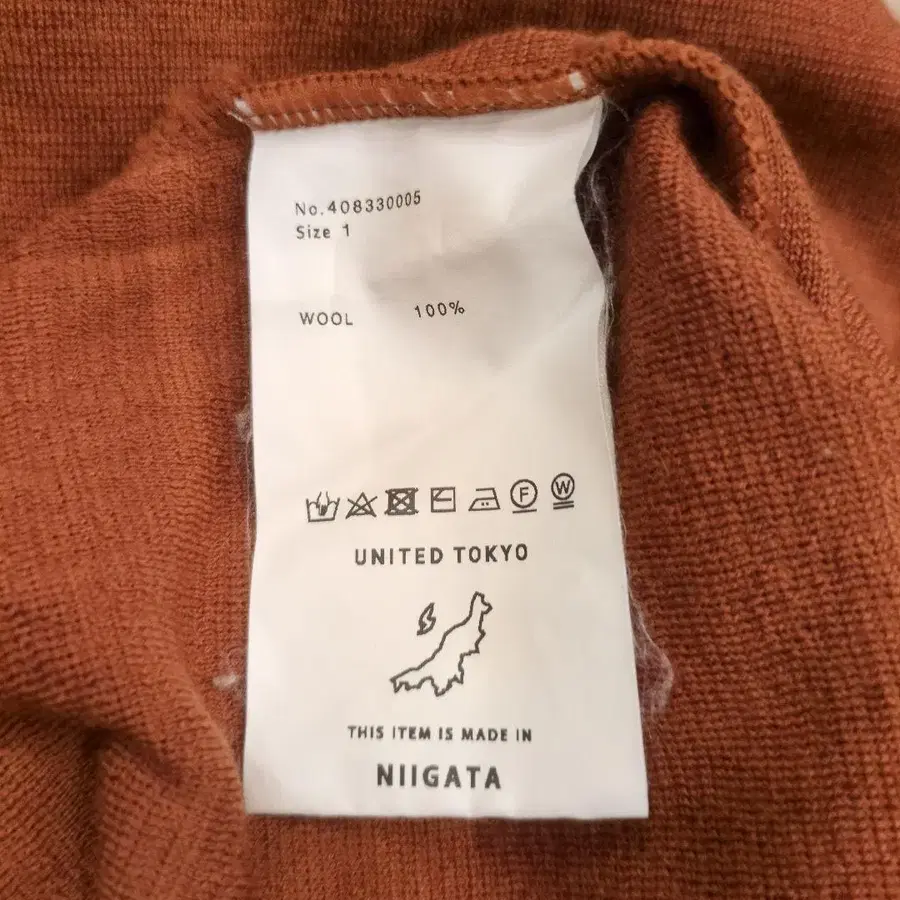 No.408330005
Size 1
WOOL 100%
F W
UNITED TOKYO
THIS ITEM IS MADE IN
NIIGATA